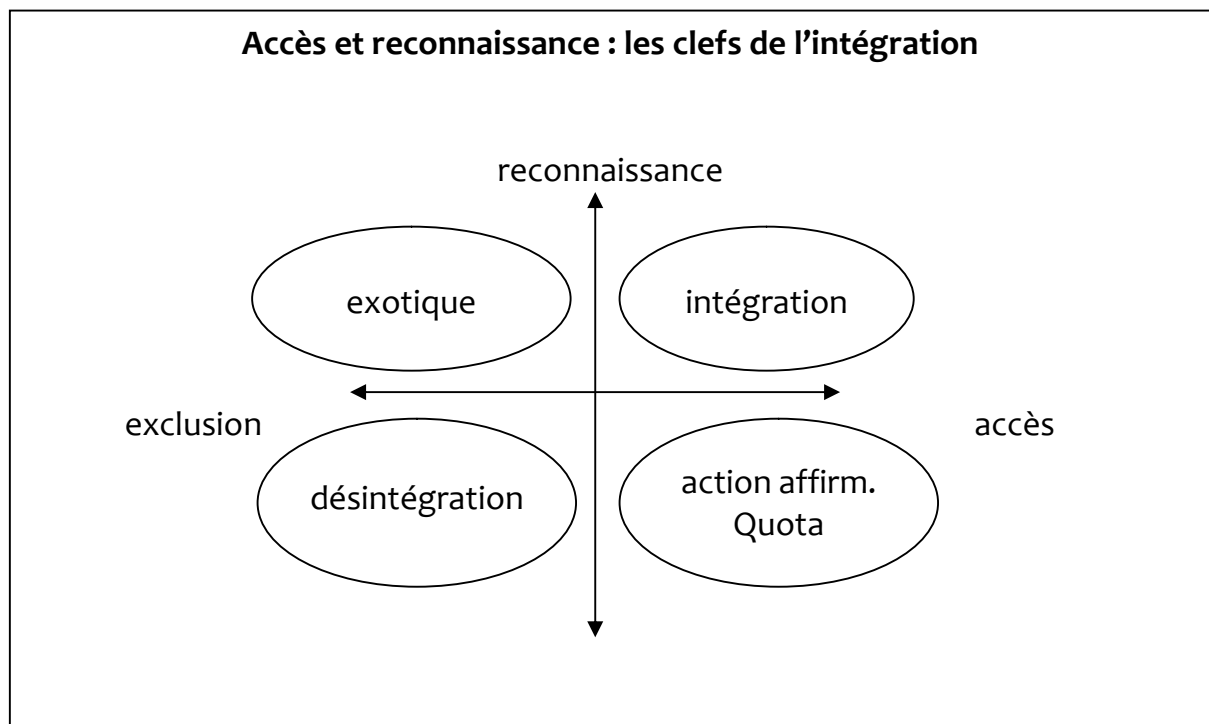 Accès et reconnaissance : les clefs de l’intégration
reconnaissance
exotique
intégration
exclusion
accès
désintégration
action affirm.
Quota